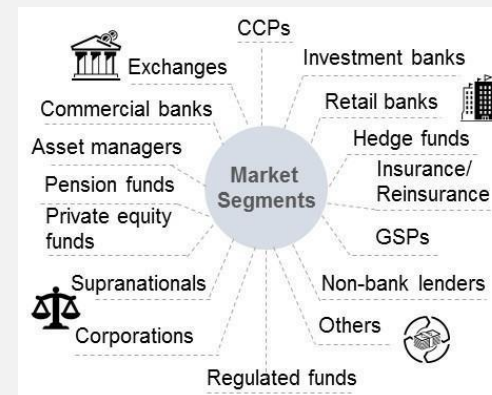 CCPs
Exchanges
Investment banks
Commercial banks
Retail banks
Asset managers
Hedge funds
Pension funds
Market
Segments
Insurance/
Reinsurance
Private equity
funds
GSPs
Supranationals
Non-bank lenders
Corporations
Others
Regulated funds